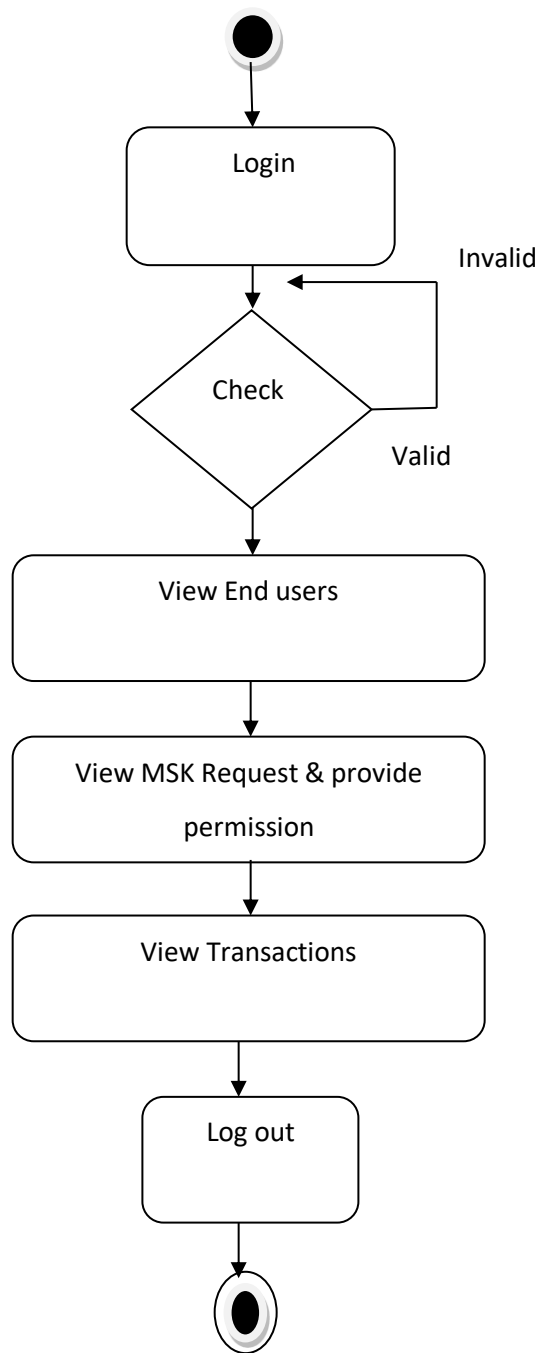 Login
Invalid
Check
Valid
View End users
View MSK Request & provide
permission
View Transactions
Log out